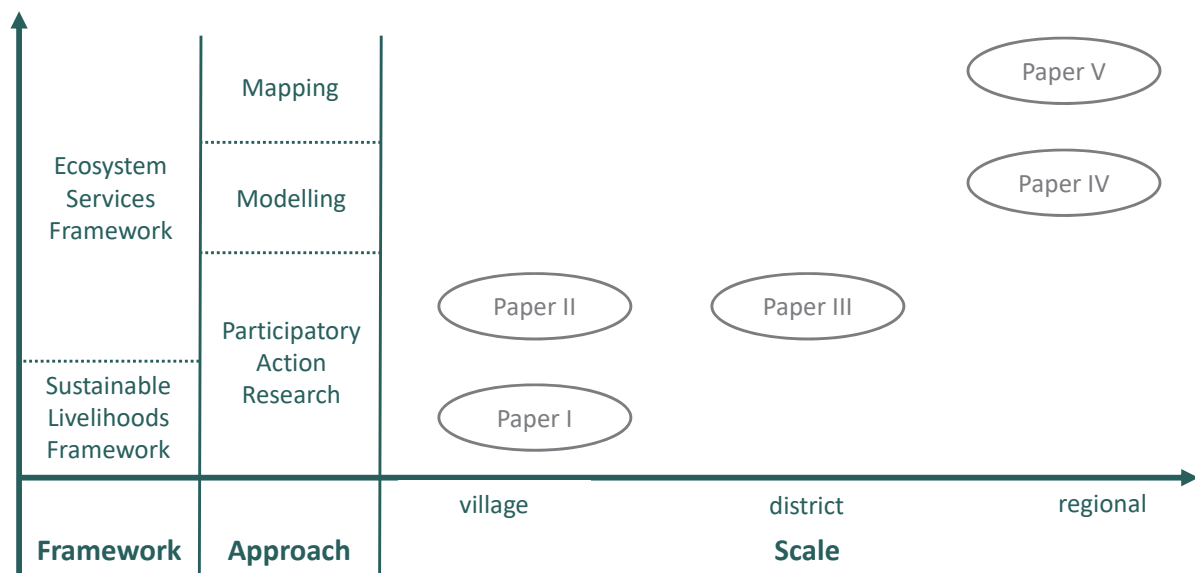 Mapping
Paper V
Ecosystem
Services
Framework
Modelling
Paper IV
Paper II
Paper III
Participatory
Action
Research
Sustainable
Livelihoods
Framework
Paper I
village
district
regional
Framework
Approach
Scale